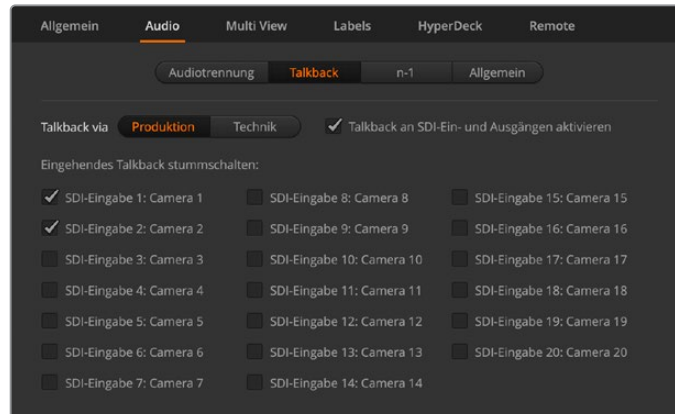 Allgemein Audio Multi View Labels HyperDeck Remote
Audiotrennung Talkback n-1 Allgemein
Talkback via Produktion Technik Talkback an SDI-Ein- und Ausgängen aktivieren
Eingehendes Talkback stummschalten:
SDI-Eingabe 1: Camera 1 SDI-Eingabe 8: Camera 8 SDI-Eingabe 15: Camera 15
SDI-Eingabe 2: Camera 2 SDI-Eingabe 9: Camera 9 SDI-Eingabe 16: Camera 16
SDI-Eingabe 3: Camera 3 SDI-Eingabe 10: Camera 10 SDI-Eingabe 17: Camera 17
SDI-Eingabe 4: Camera 4 SDI-Eingabe 11: Camera 11 SDI-Eingabe 18: Camera 18
SDI-Eingabe 5: Camera 5 SDI-Eingabe 12: Camera 12 SDI-Eingabe 19: Camera 19
SDI-Eingabe 6: Camera 6 SDI-Eingabe 13: Camera 13 SDI-Eingabe 20: Camera 20
SDI-Eingabe 7: Camera 7 SDI-Eingabe 14: Camera 14